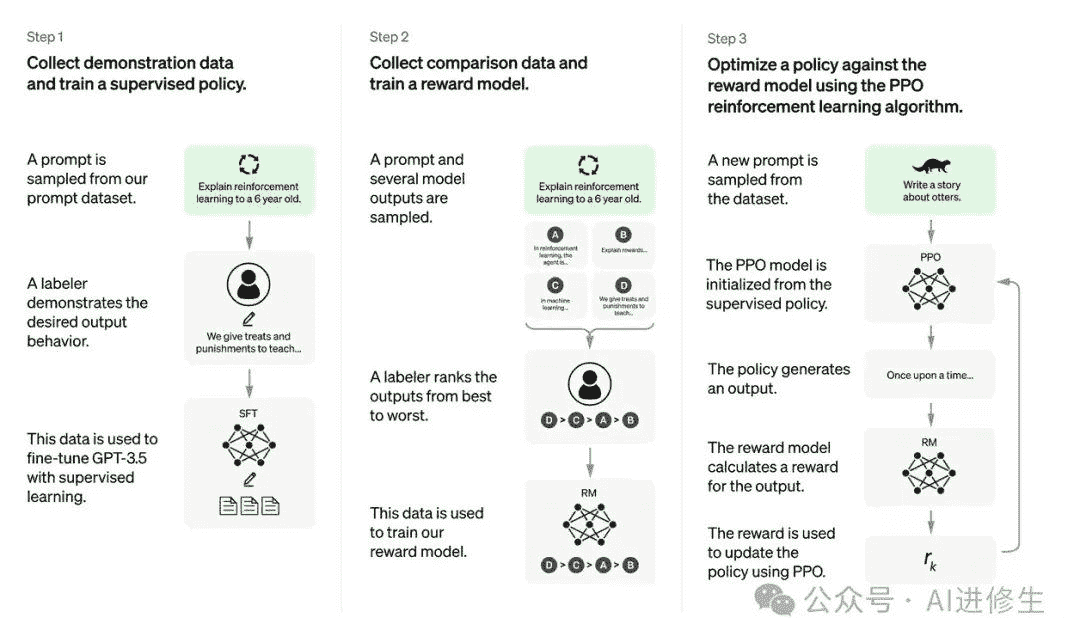 Step 1
Collect demonstration data
and train a supervised policy.
A prompt is
sampled from our
prompt dataset.
Explain reinforcement
learning to a 6 year old.
A labeler
demonstrates the
desired output
behavior.
We give treats and
punishments to teach...
This data is used to
fine-tune GPT-3.5
with supervised
learning.
SFT
Step 2
Collect comparison data and
train a reward model.
A prompt and
several model
outputs are
sampled.
Explain reinforcement
learning to a 6 year old.
A
In reinforcement
learning, the
agent is...
B
Explain rewards...
C
In machine
learning...
D
We give treats and
punishments to
teach...
A labeler ranks the
outputs from best
to worst.
D > C > A > B
This data is used
to train our
reward model.
RM
D > C > A > B
Step 3
Optimize a policy against the
reward model using the PPO
reinforcement learning algorithm.
A new prompt is
sampled from
the dataset.
Write a story
about otters.
The PPO model is
initialized from the
supervised policy.
PPO
The policy generates
an output.
Once upon a time...
The reward model
calculates a reward
for the output.
RM
The reward is used
to update the
policy using PPO.
rk
公众号 · AI进修生